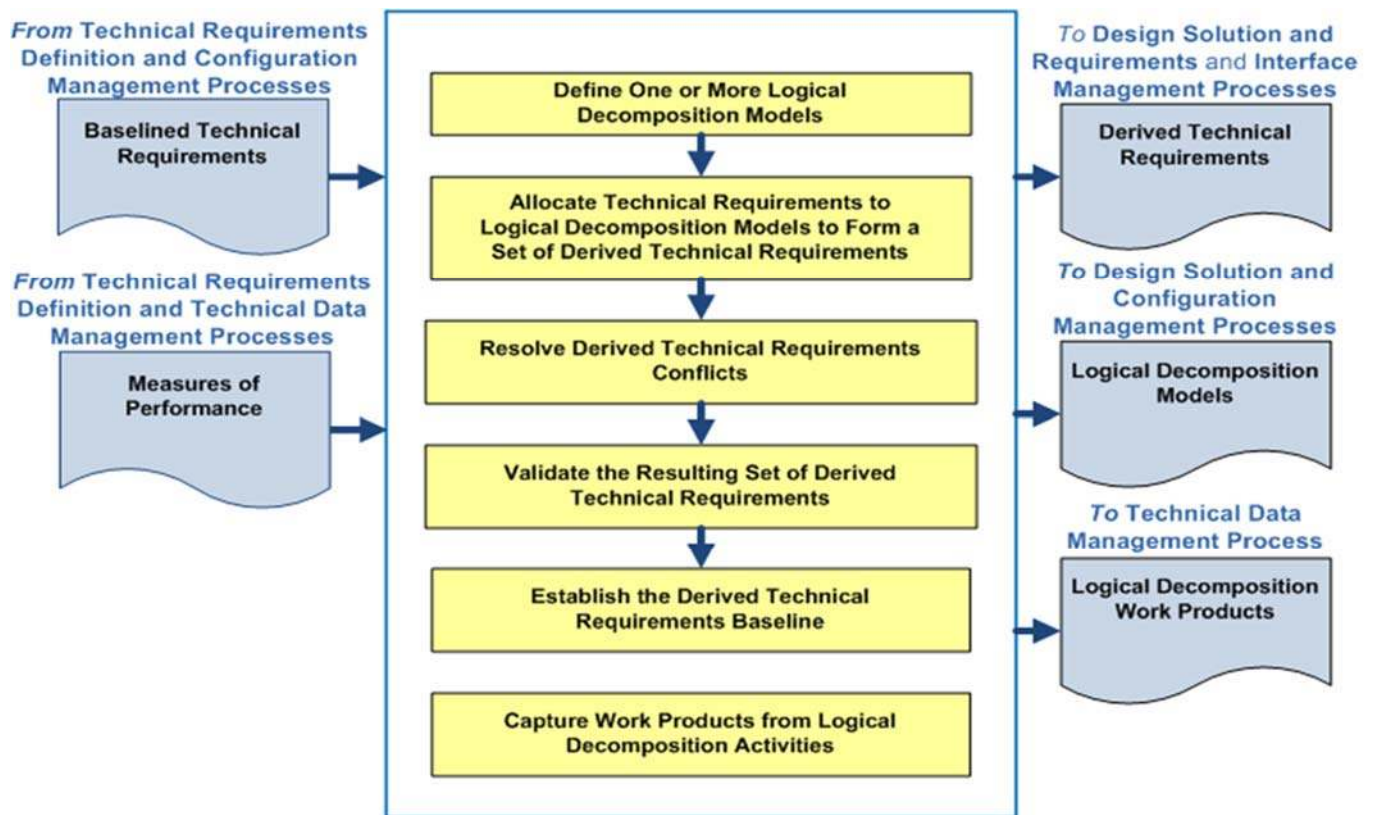 From Technical Requirements
Definition and Configuration
Management Processes
Baselined Technical
Requirements
From Technical Requirements
Definition and Technical Data
Management Processes
Measures of
Performance
Define One or More Logical
Decomposition Models
Allocate Technical Requirements to
Logical Decomposition Models to Form a
Set of Derived Technical Requirements
Resolve Derived Technical Requirements
Conflicts
Validate the Resulting Set of Derived
Technical Requirements
Establish the Derived Technical
Requirements Baseline
Capture Work Products from Logical
Decomposition Activities
To Design Solution and
Requirements and Interface
Management Processes
Derived Technical
Requirements
To Design Solution and
Configuration
Management Processes
Logical Decomposition
Models
To Technical Data
Management Process
Logical Decomposition
Work Products